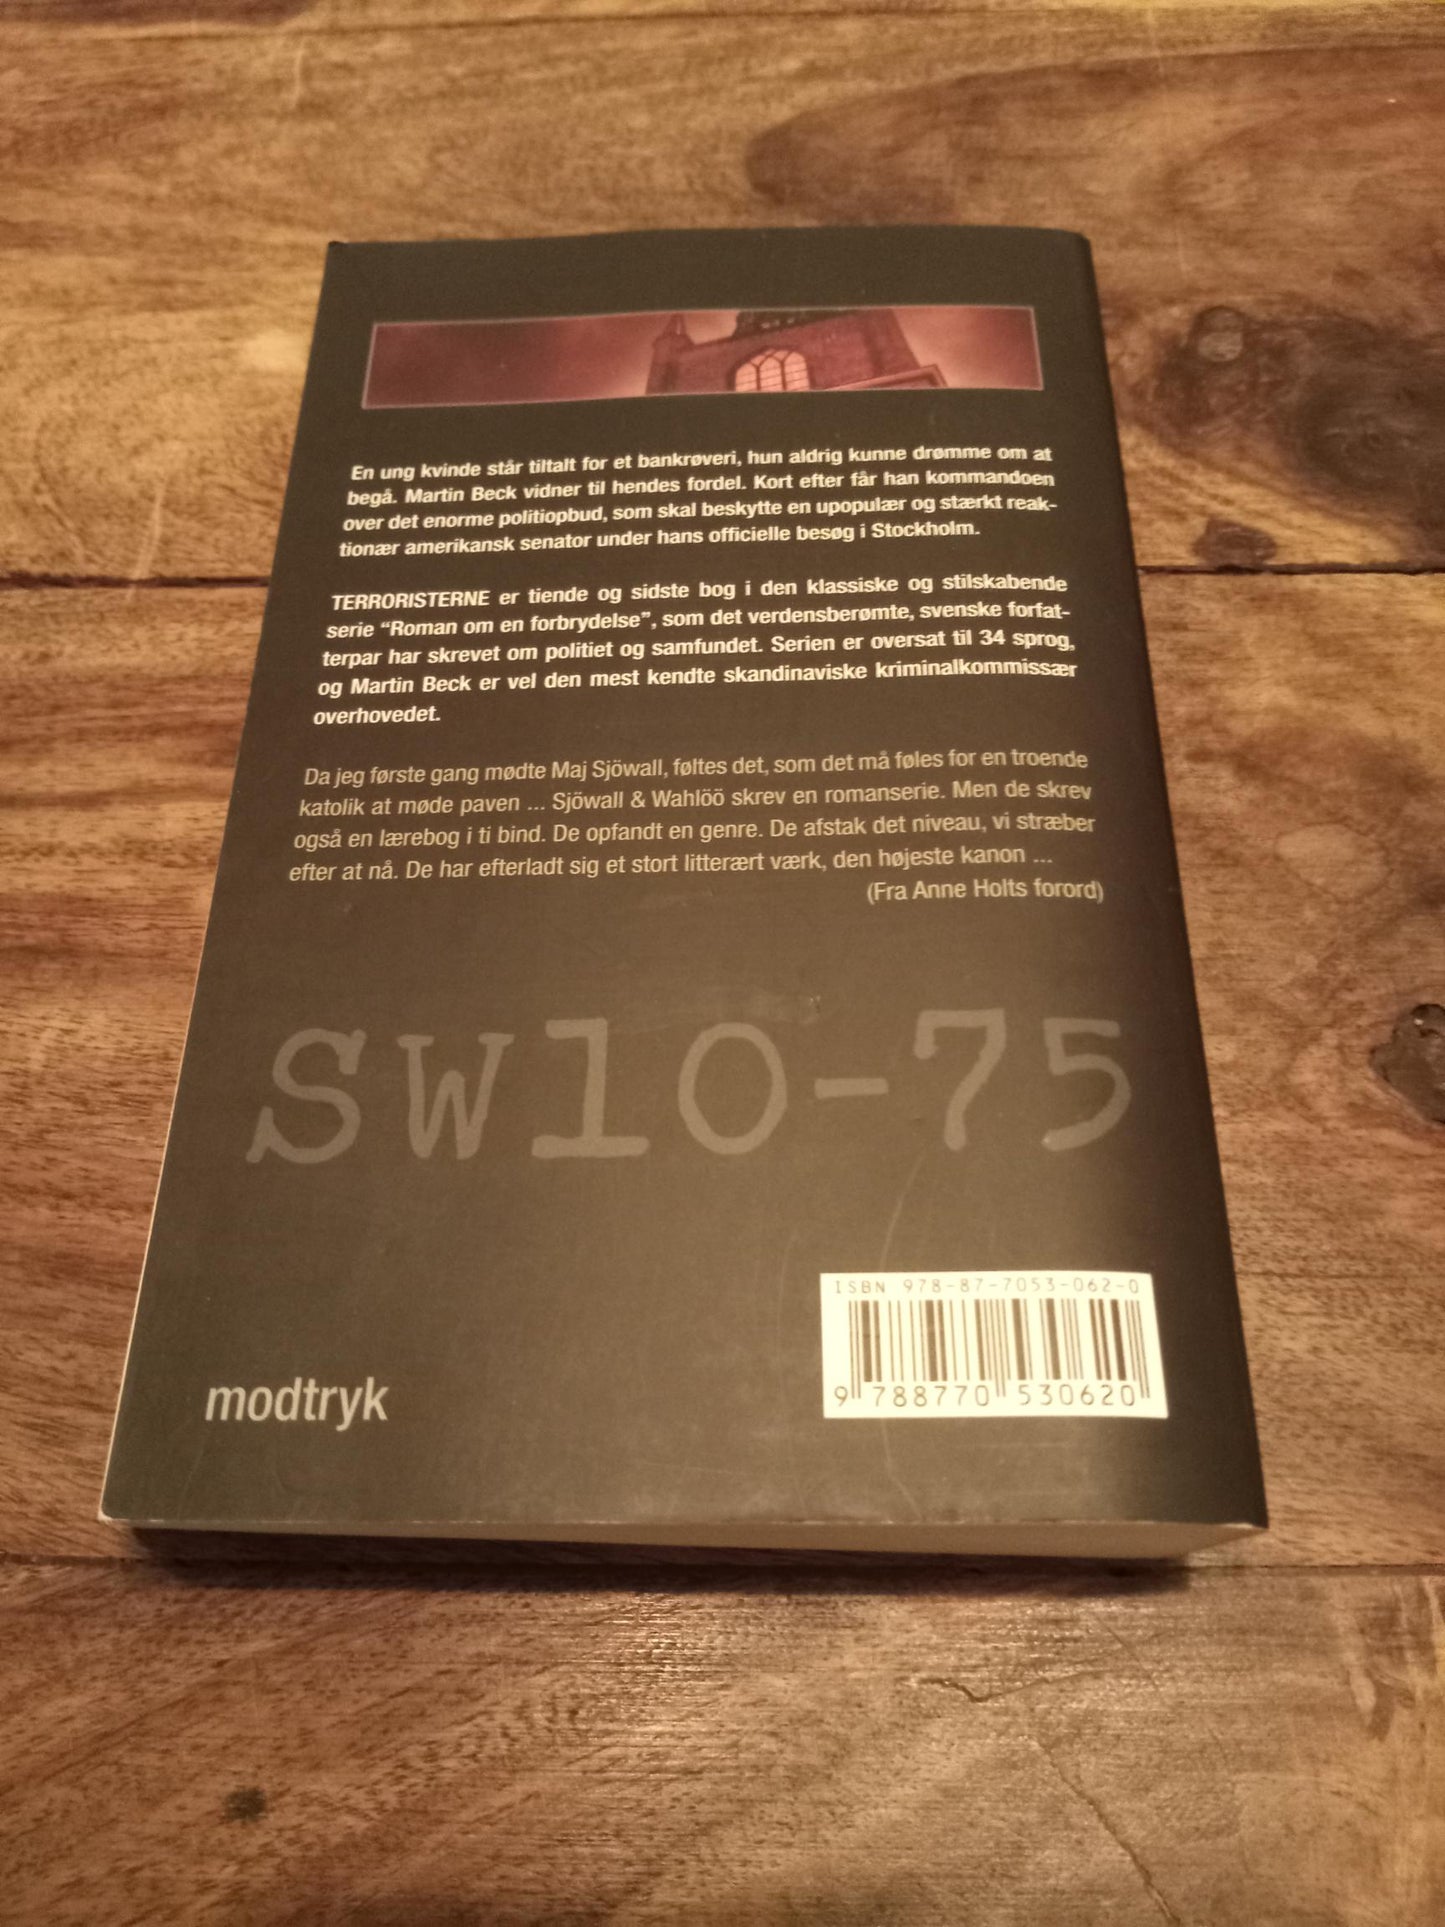 En ung kvinde står tiltalt for et bankrøveri, hun aldrig kunne drømme om at
begå. Martin Beck vidner til hendes fordel. Kort efter får han kommandoen
over det enorme politiopbud, som skal beskytte en upopulær og stærkt reak-
tionær amerikansk senator under hans officielle besøg i Stockholm.
TERRORISTERNE er tiende og sidste bog i den klassiske og stilskabende
serie “Roman om en forbrydelse”, som det verdensberømte, svenske forfat-
terpar har skrevet om politiet og samfundet. Serien er oversat til 34 sprog,
og Martin Beck er vel den mest kendte skandinaviske kriminalkommissær
overhovedet.
Da jeg første gang mødte Maj Sjöwall, føltes det, som det må føles for en troende
katolik at møde paven ... Sjöwall & Wahlöö skrev en romanserie. Men de skrev
også en lærebog i ti bind. De opfandt en genre. De afstak det niveau, vi stræber
efter at nå. De har efterladt sig et stort litterært værk, den højeste kanon ...
(Fra Anne Holts forord)
SW10-75
ISBN 978-87-7053-062-0
9 788770 530620
modtryk